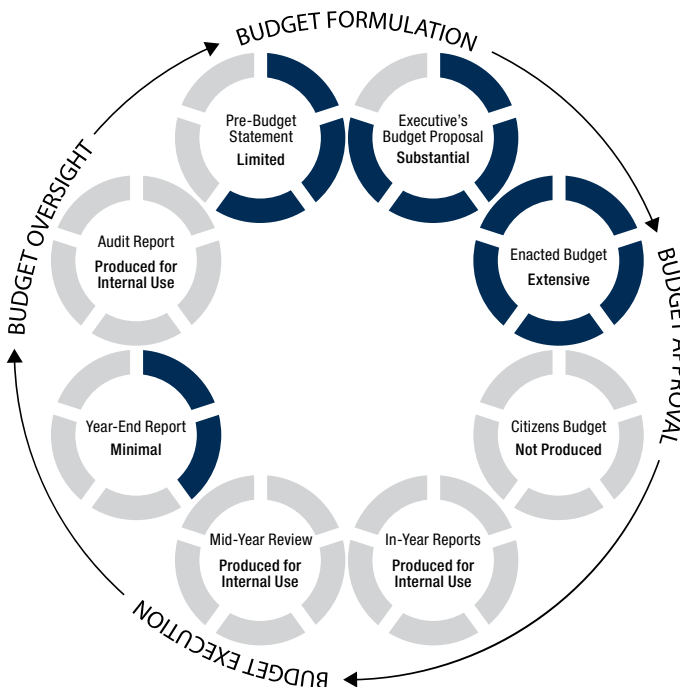 BUDGET FORMULATION
Pre-Budget
Statement
Limited
Executive’s
Budget Proposal
Substantial
BUDGET APPROVAL
Enacted Budget
Extensive
Citizens Budget
Not Produced
In-Year Reports
Produced for
Internal Use
BUDGET EXECUTION
Mid-Year Review
Produced for
Internal Use
Year-End Report
Minimal
BUDGET OVERSIGHT
Audit Report
Produced for
Internal Use